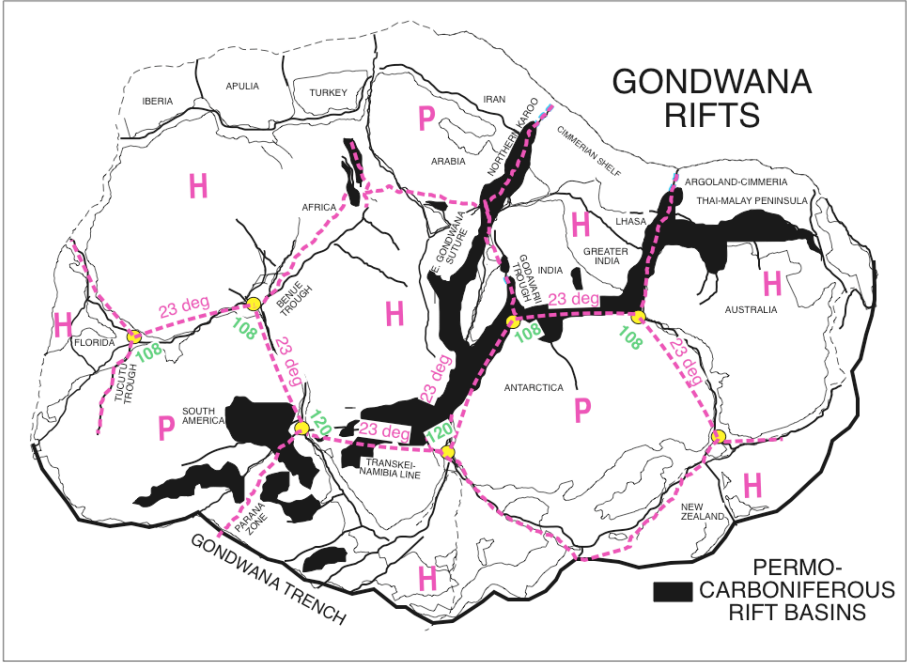 GONDWANA
RIFTS
IBERIA
APULIA
TURKEY
IRAN
P
ARABIA
NORTHERN KAROO
CIMMERIAN SHELF
ARGOLAND-CIMMERIA
THAI-MALAY PENINSULA
H
AFRICA
LHASA
H
GREATER
INDIA
E. GONDWANA
SUTURE
GODAVARI
TROUGH
INDIA
H
AUSTRALIA
BENUE
TROUGH
H
23 deg
23 deg
H
FLORIDA
108
108
108
108
TUCUTU
TROUGH
23 deg
23 deg
23 deg
ANTARCTICA
P
SOUTH
AMERICA
P
120
23 deg
120
TRANSKEI-
NAMIBIA LINE
PARANA
ZONE
NEW
ZEALAND
H
GONDWANA TRENCH
H
PERMO-
CARBONIFEROUS
RIFT BASINS